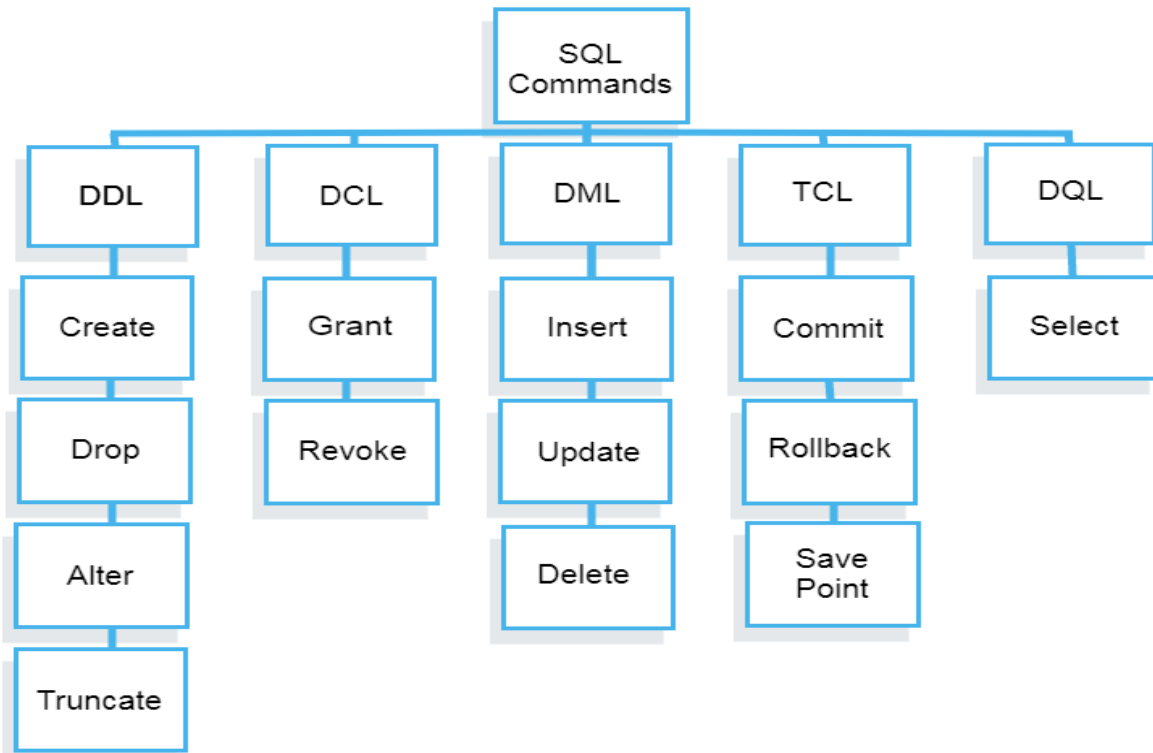 SQL
Commands
DDL
DCL
DML
TCL
DQL
Create
Grant
Insert
Commit
Select
Drop
Revoke
Update
Rollback
Alter
Delete
Save
Point
Truncate